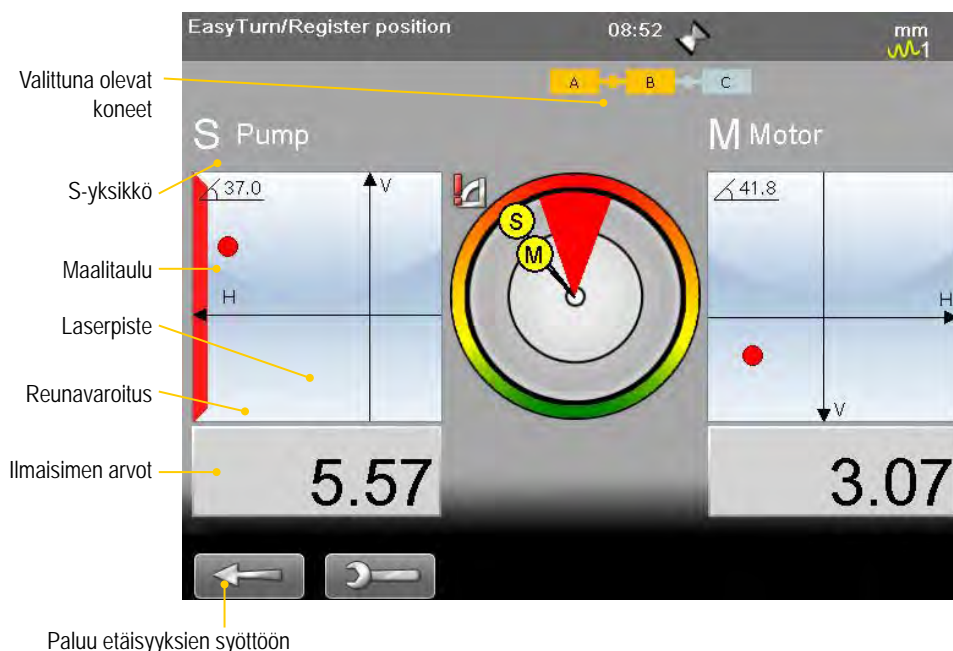 EasyTurn/Register position 08:52 mm
1
Valittuna olevat
koneet
A B C
S Pump
M Motor
S-yksikkö
37.0
V
41.8
S
M
Maalitaulu
H
H
Laserpiste
Reunavaroitus
V
Ilmaisimen arvot
5.57
3.07
Paluu etäisyyksien syöttöön